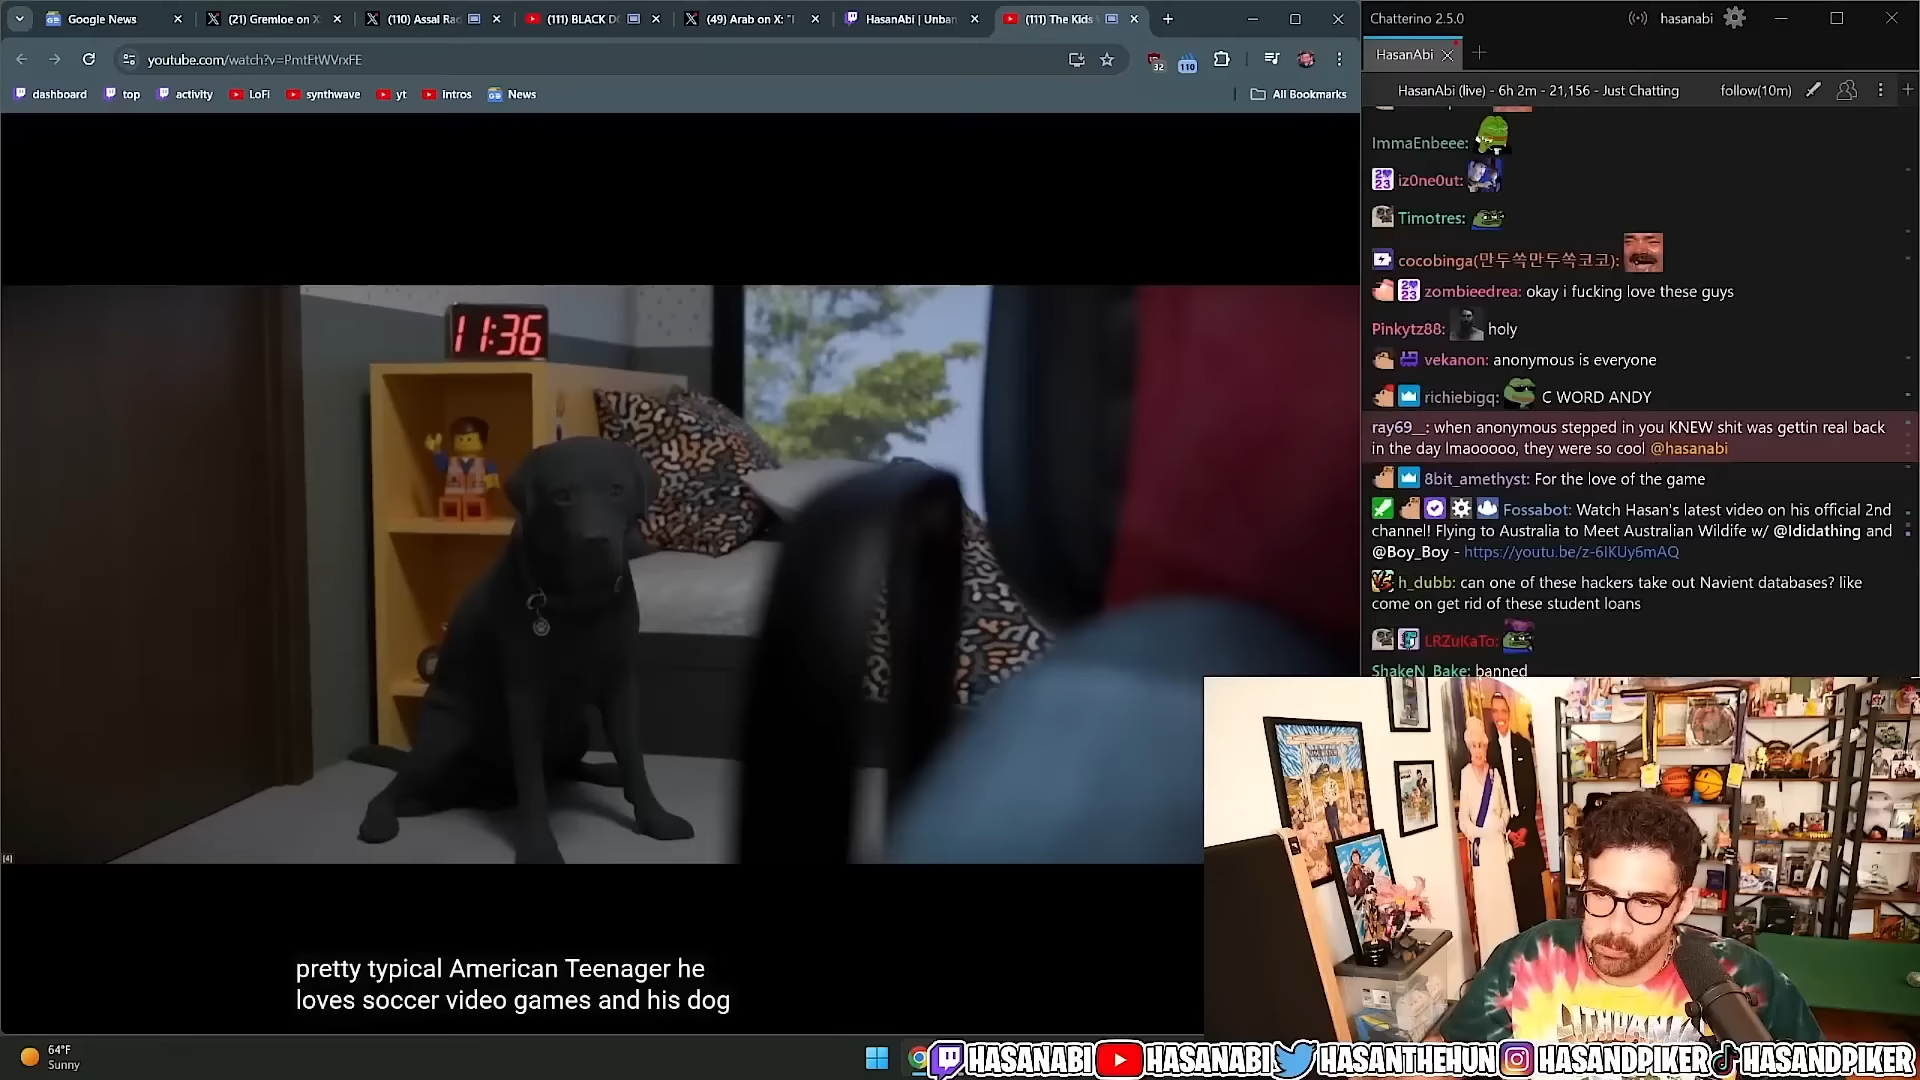 Google News
(21) Gremloe on X
(110) Assal Rad
(111) BLACK DO
(49) Arab on X: "I
HasanAbi | Unban
(111) The Kids
youtube.com/watch?v=PmtFtWVrxFE
32
110
dashboard
top
activity
LoFi
synthwave
yt
Intros
News
All Bookmarks
Chatterino 2.5.0
hasanabi
HasanAbi
HasanAbi (live) - 6h 2m - 21,156 - Just Chatting
follow(10m)
ImmaEnbeee:
iz0ne0ut:
Timotres:
cocobinga(만두쏙만두쏙코코):
zombieedrea: okay i fucking love these guys
Pinkytz88: holy
vekanon: anonymous is everyone
richiebigq: C WORD ANDY
ray69__: when anonymous stepped in you KNEW shit was gettin real back
in the day lmaooooo, they were so cool @hasanabi
8bit_amethyst: For the love of the game
Fossabot: Watch Hasan's latest video on his official 2nd
channel! Flying to Australia to Meet Australian Wildife w/ @Ididathing and
@Boy_Boy - https://youtu.be/z-6IKUy6mAQ
h_dubb: can one of these hackers take out Navient databases? like
come on get rid of these student loans
LRZuKaTo:
ShakeN_Bake: banned
11:36
[4]
pretty typical American Teenager he
loves soccer video games and his dog
LITHUANIA
64°F
Sunny
HASANABI
HASANABI
HASANTHEHUN
HASANDPIKER
HASANDPIKER